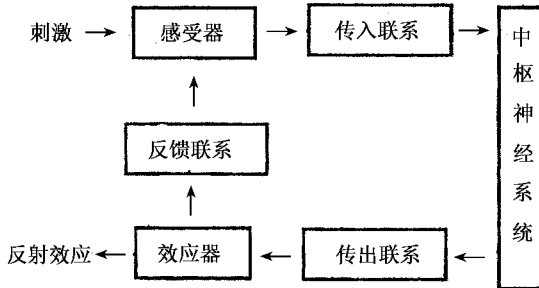 刺激
感受器
传入联系
中枢神经系统
反馈联系
反射效应
效应器
传出联系